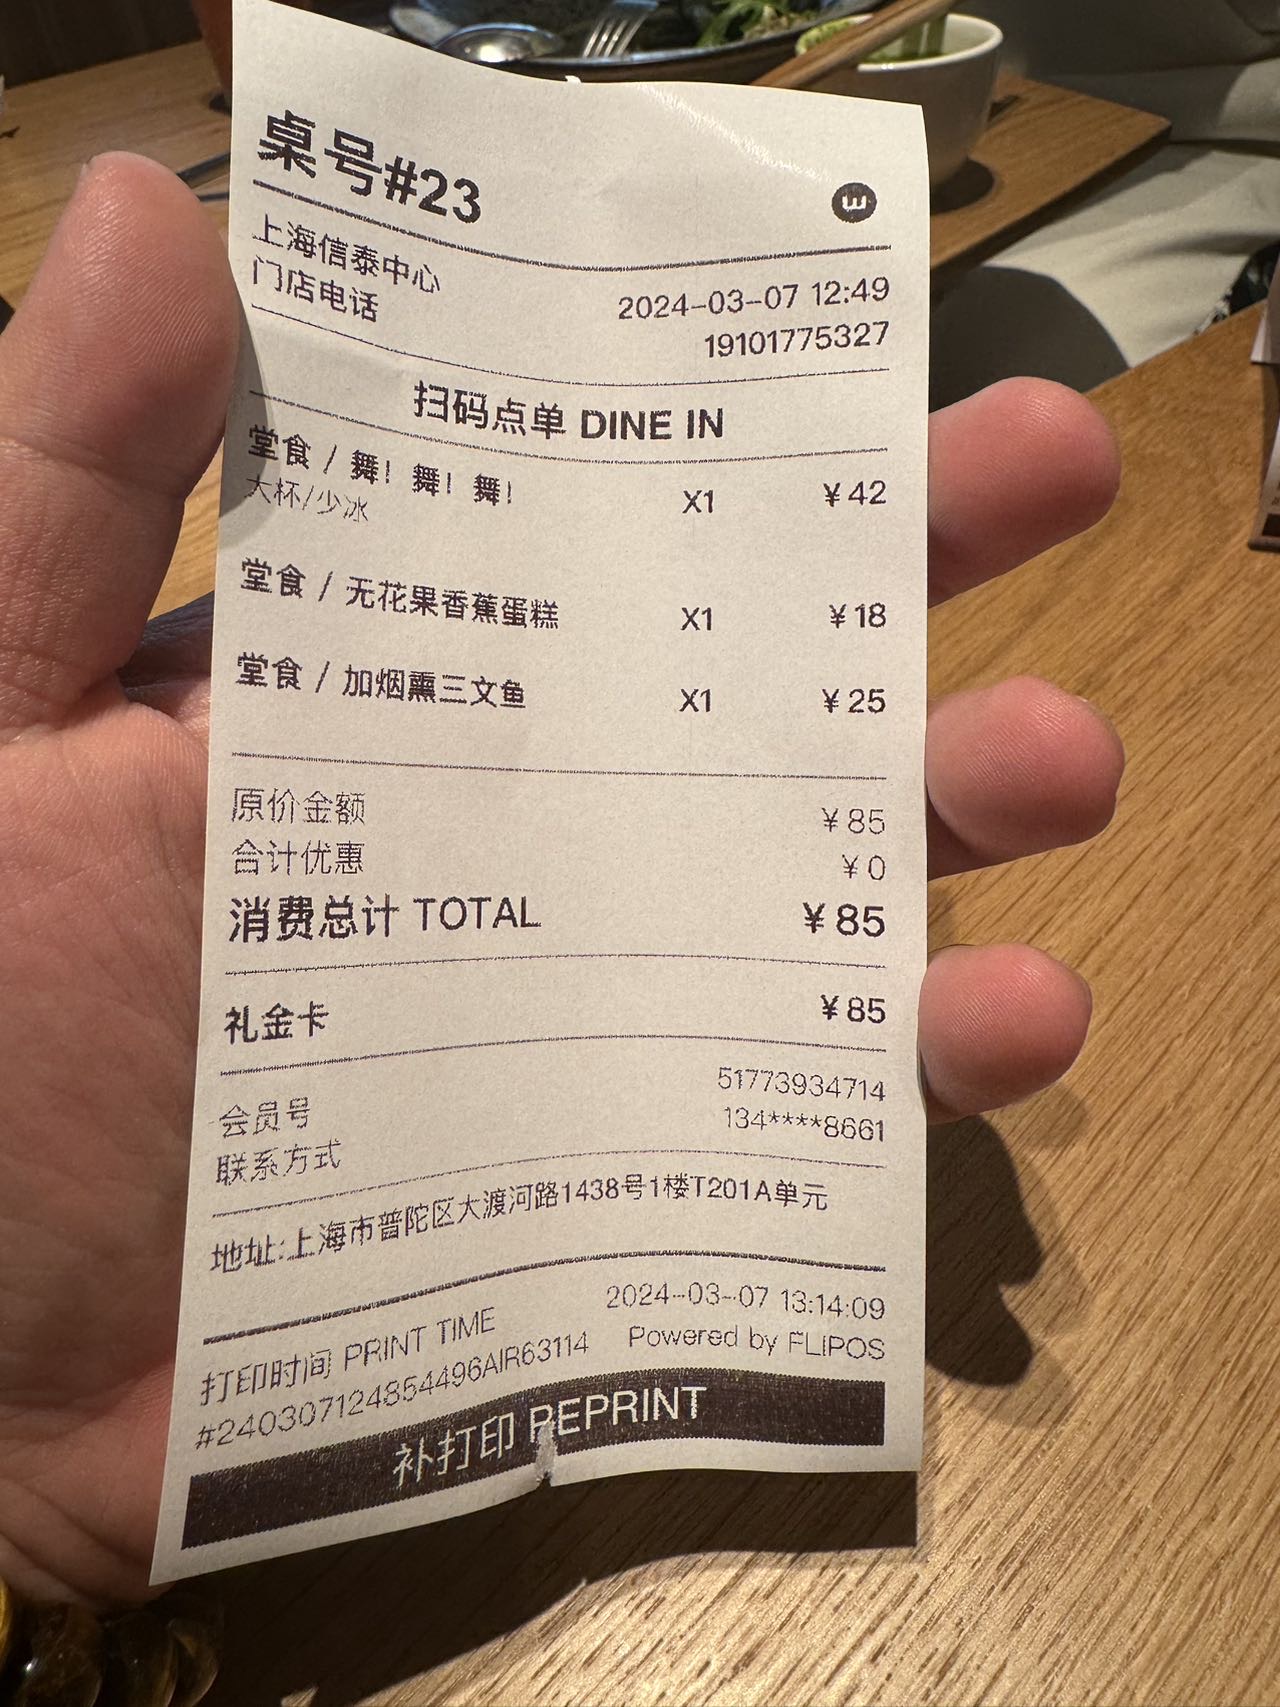 桌号#23
上海信泰中心 2024-03-07 12:49
门店电话 19101775327
扫码点单 DINE IN
堂食 / 舞! 舞! 舞! X1 ¥42
大杯/少冰
堂食 / 无花果香蕉蛋糕 X1 ¥18
堂食 / 加烟熏三文鱼 X1 ¥25
原价金额 ¥85
合计优惠 ¥0
消费总计 TOTAL ¥85
礼金卡 ¥85
会员号 51773934714
联系方式 134****8661
地址:上海市普陀区大渡河路1438号1楼T201A单元
打印时间 PRINT TIME 2024-03-07 13:14:09
#240307124854496AIR63114 Powered by FLIPOS
补打印 REPRINT